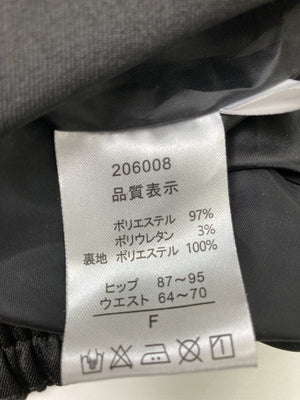 206008
品質表示
ポリエステル 97%
ポリウレタン 3%
裏地 ポリエステル 100%
ヒップ 87～95
ウエスト 64～70
F